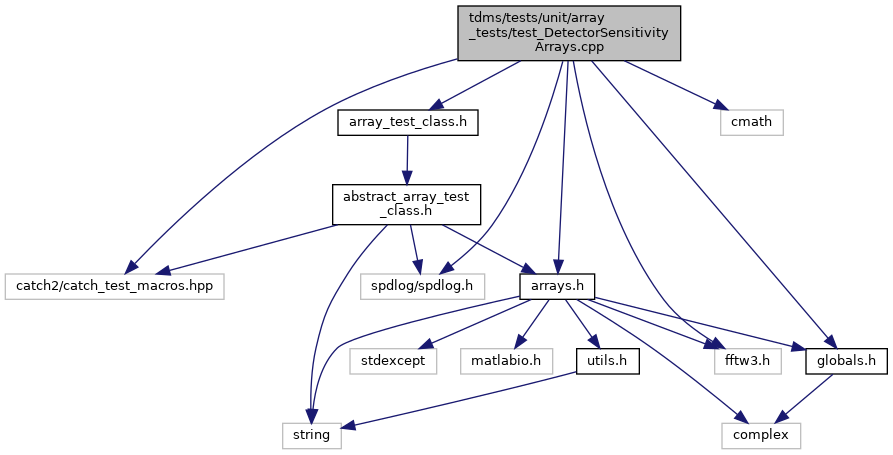 tdms/tests/unit/array
_tests/test_DetectorSensitivity
Arrays.cpp
array_test_class.h
cmath
abstract_array_test
_class.h
catch2/catch_test_macros.hpp
spdlog/spdlog.h
arrays.h
stdexcept
matlabio.h
utils.h
fftw3.h
globals.h
string
complex